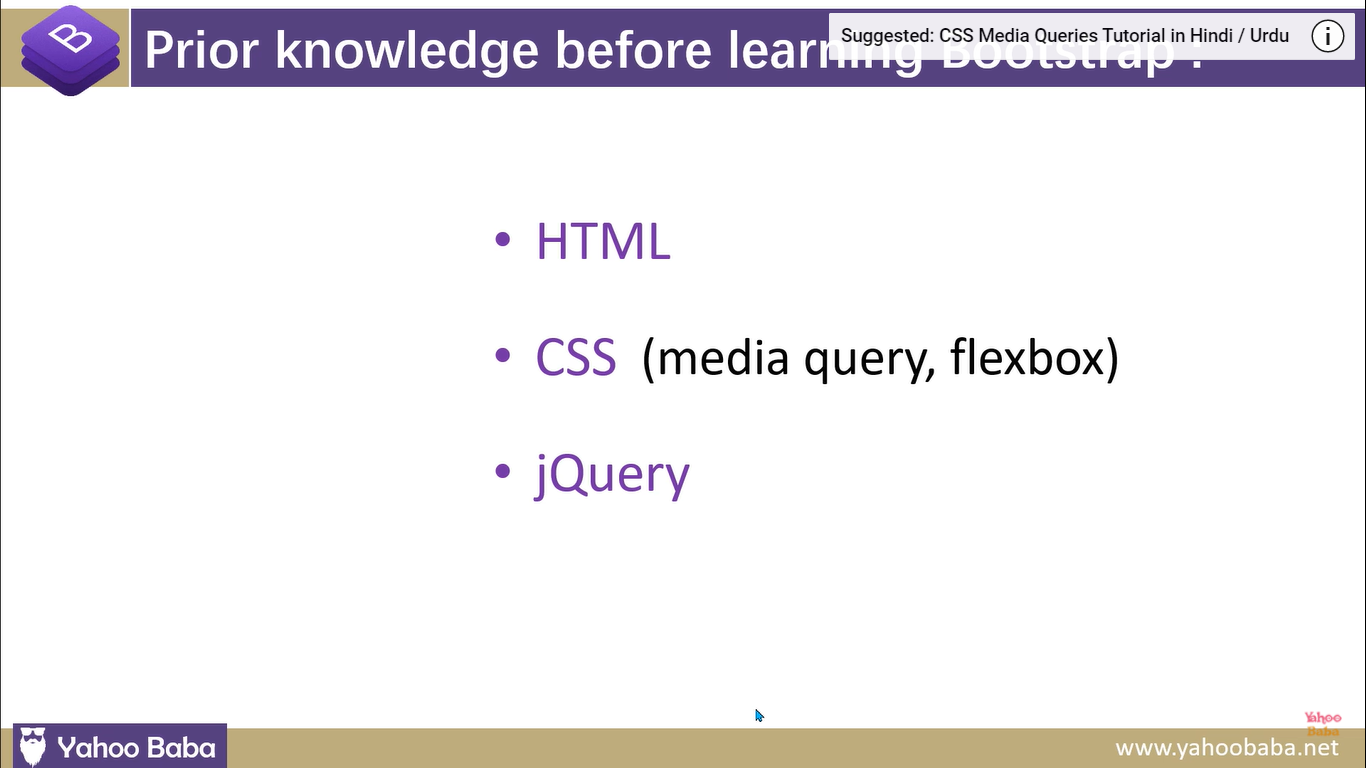 B
Prior knowledge before learning Bootstrap :
Suggested: CSS Media Queries Tutorial in Hindi / Urdu
i
• HTML
• CSS (media query, flexbox)
• jQuery
Yahoo Baba
Yahoo
Baba
www.yahoobaba.net